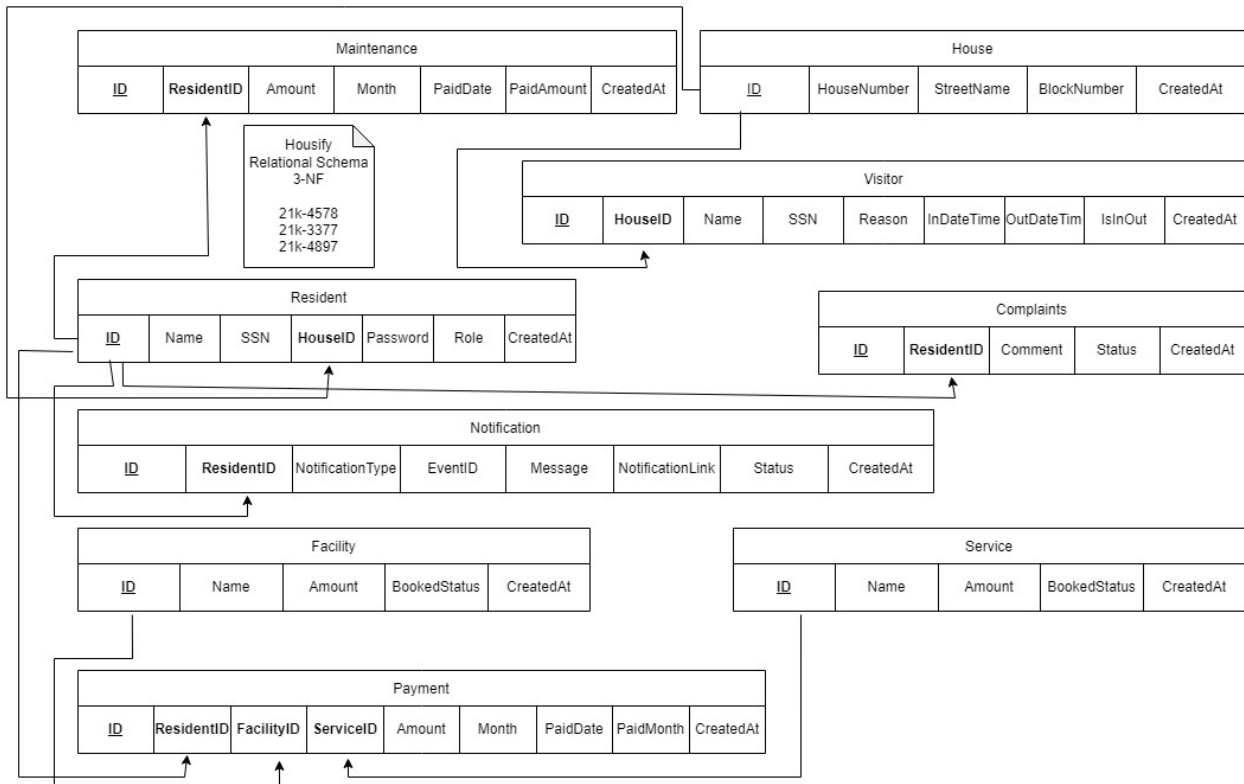 Maintenance
ID ResidentID Amount Month PaidDate PaidAmount CreatedAt
House
ID HouseNumber StreetName BlockNumber CreatedAt
Housify
Relational Schema
3-NF
21k-4578
21k-3377
21k-4897
Visitor
ID HouseID Name SSN Reason InDateTime OutDateTim IsInOut CreatedAt
Resident
ID Name SSN HouseID Password Role CreatedAt
Complaints
ID ResidentID Comment Status CreatedAt
Notification
ID ResidentID NotificationType EventID Message NotificationLink Status CreatedAt
Facility
ID Name Amount BookedStatus CreatedAt
Service
ID Name Amount BookedStatus CreatedAt
Payment
ID ResidentID FacilityID ServiceID Amount Month PaidDate PaidMonth CreatedAt